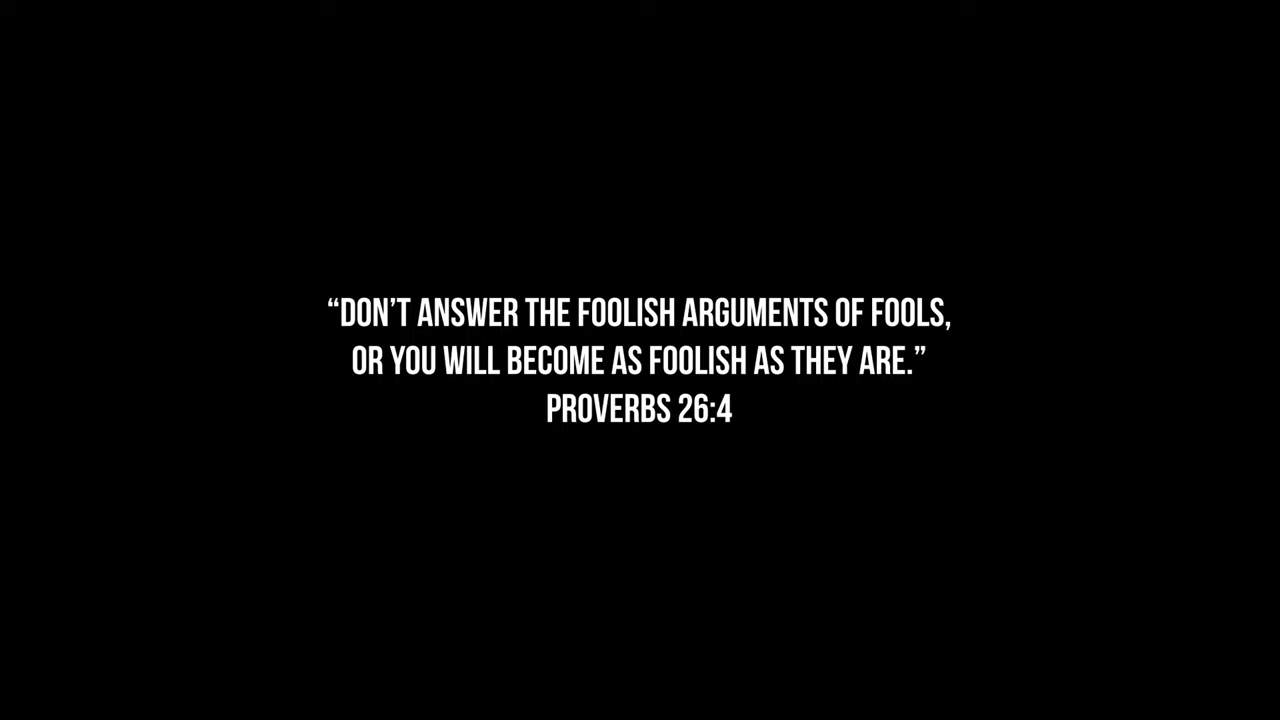 “DON’T ANSWER THE FOOLISH ARGUMENTS OF FOOLS,
OR YOU WILL BECOME AS FOOLISH AS THEY ARE.”
PROVERBS 26:4